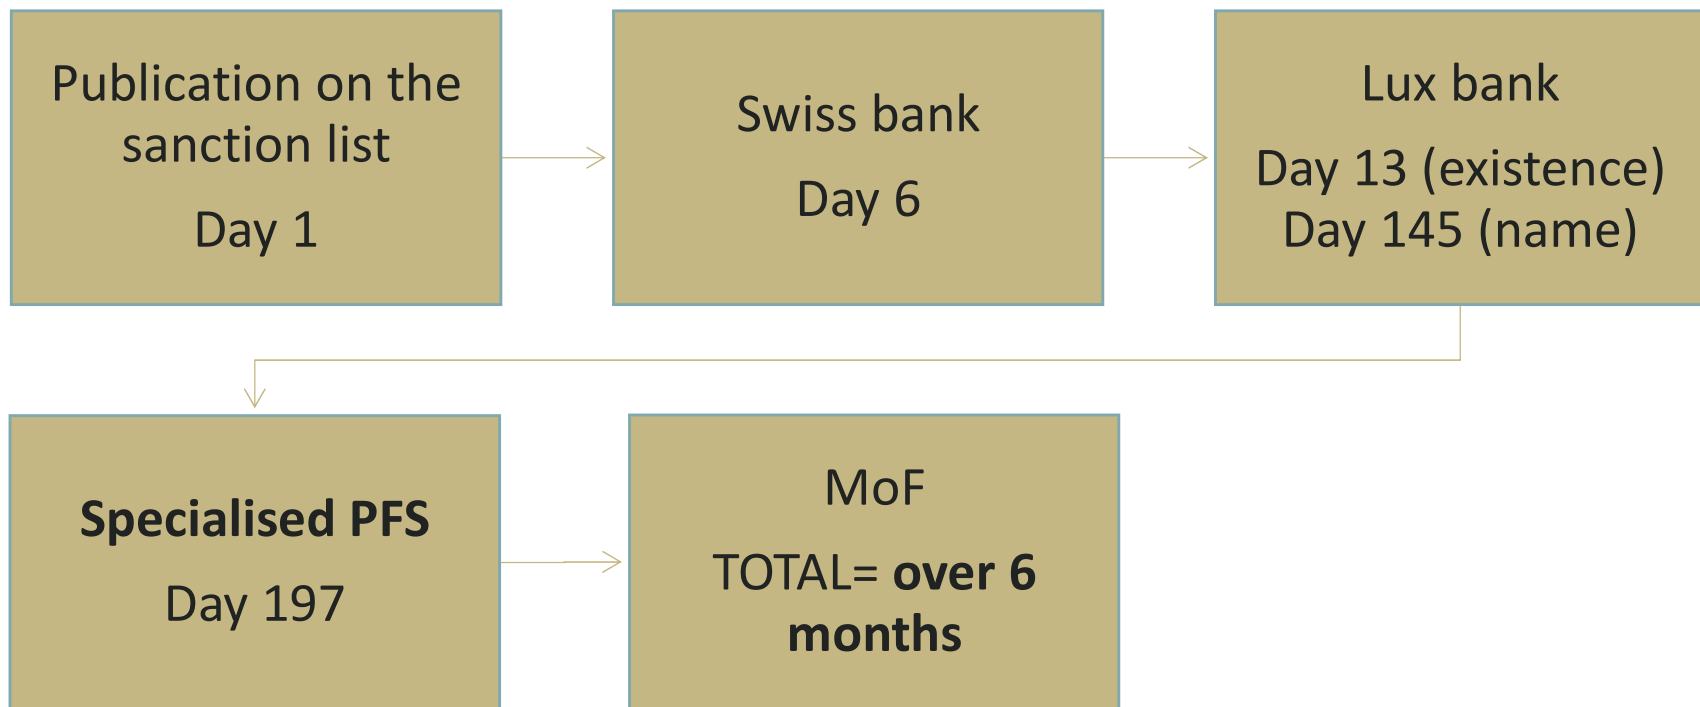 Publication on the
sanction list
Day 1
Swiss bank
Day 6
Lux bank
Day 13 (existence)
Day 145 (name)
Specialised PFS
Day 197
MoF
TOTAL= over 6
months